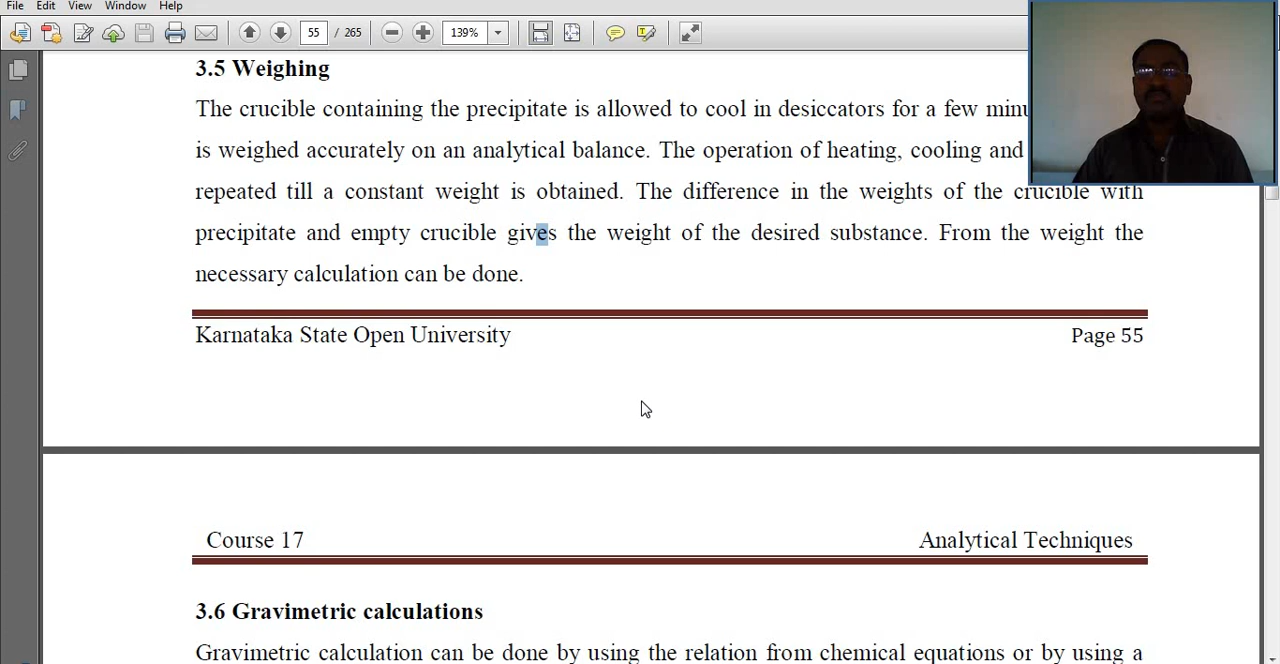 File Edit View Window Help
55 / 265 139%
3.5 Weighing
The crucible containing the precipitate is allowed to cool in desiccators for a few
is weighed accurately on an analytical balance. The operation of heating, cooling and
repeated till a constant weight is obtained. The difference in the weights of the crucible with
precipitate and empty crucible gives the weight of the desired substance. From the weight the
necessary calculation can be done.
Karnataka State Open University Page 55
Course 17 Analytical Techniques
3.6 Gravimetric calculations
Gravimetric calculation can be done by using the relation from chemical equations or by using a